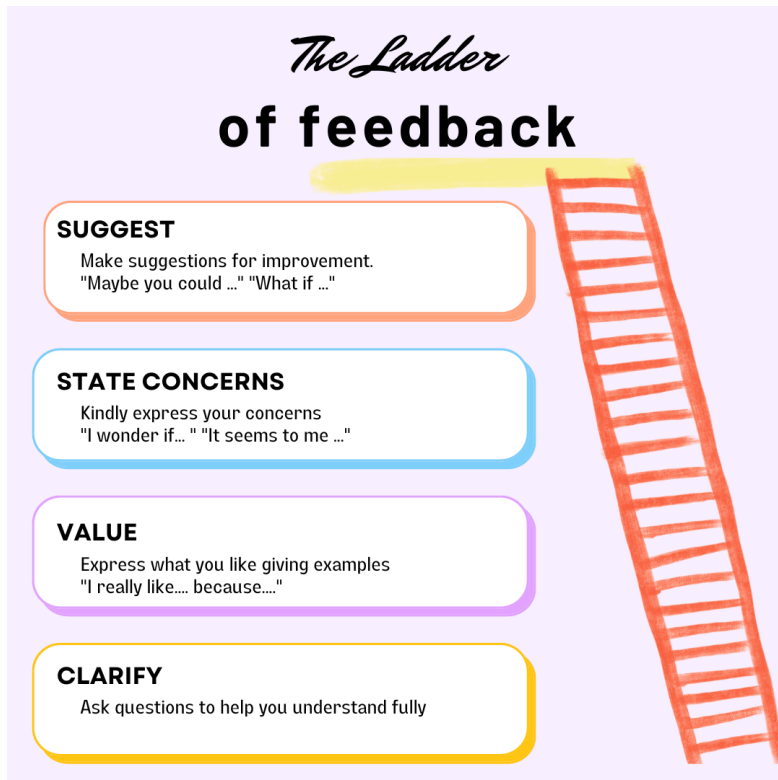 The Ladder
of feedback
SUGGEST
Make suggestions for improvement.
"Maybe you could ..." "What if ..."
STATE CONCERNS
Kindly express your concerns
"I wonder if... " "It seems to me ..."
VALUE
Express what you like giving examples
"I really like.... because...."
CLARIFY
Ask questions to help you understand fully